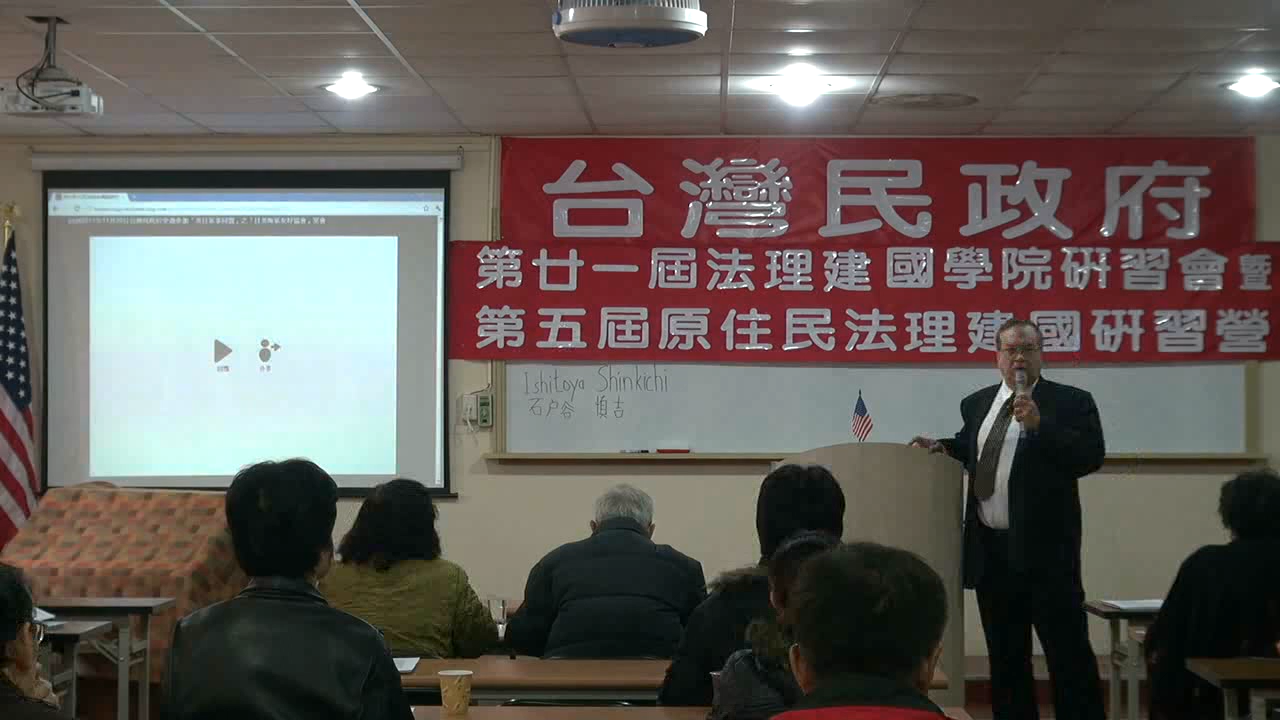 台灣民政府
第廿一屆法理建國學院研習會暨
第五屆原住民法理建國研習營
Ishitoya Shinkichi
石戸谷 慎吉